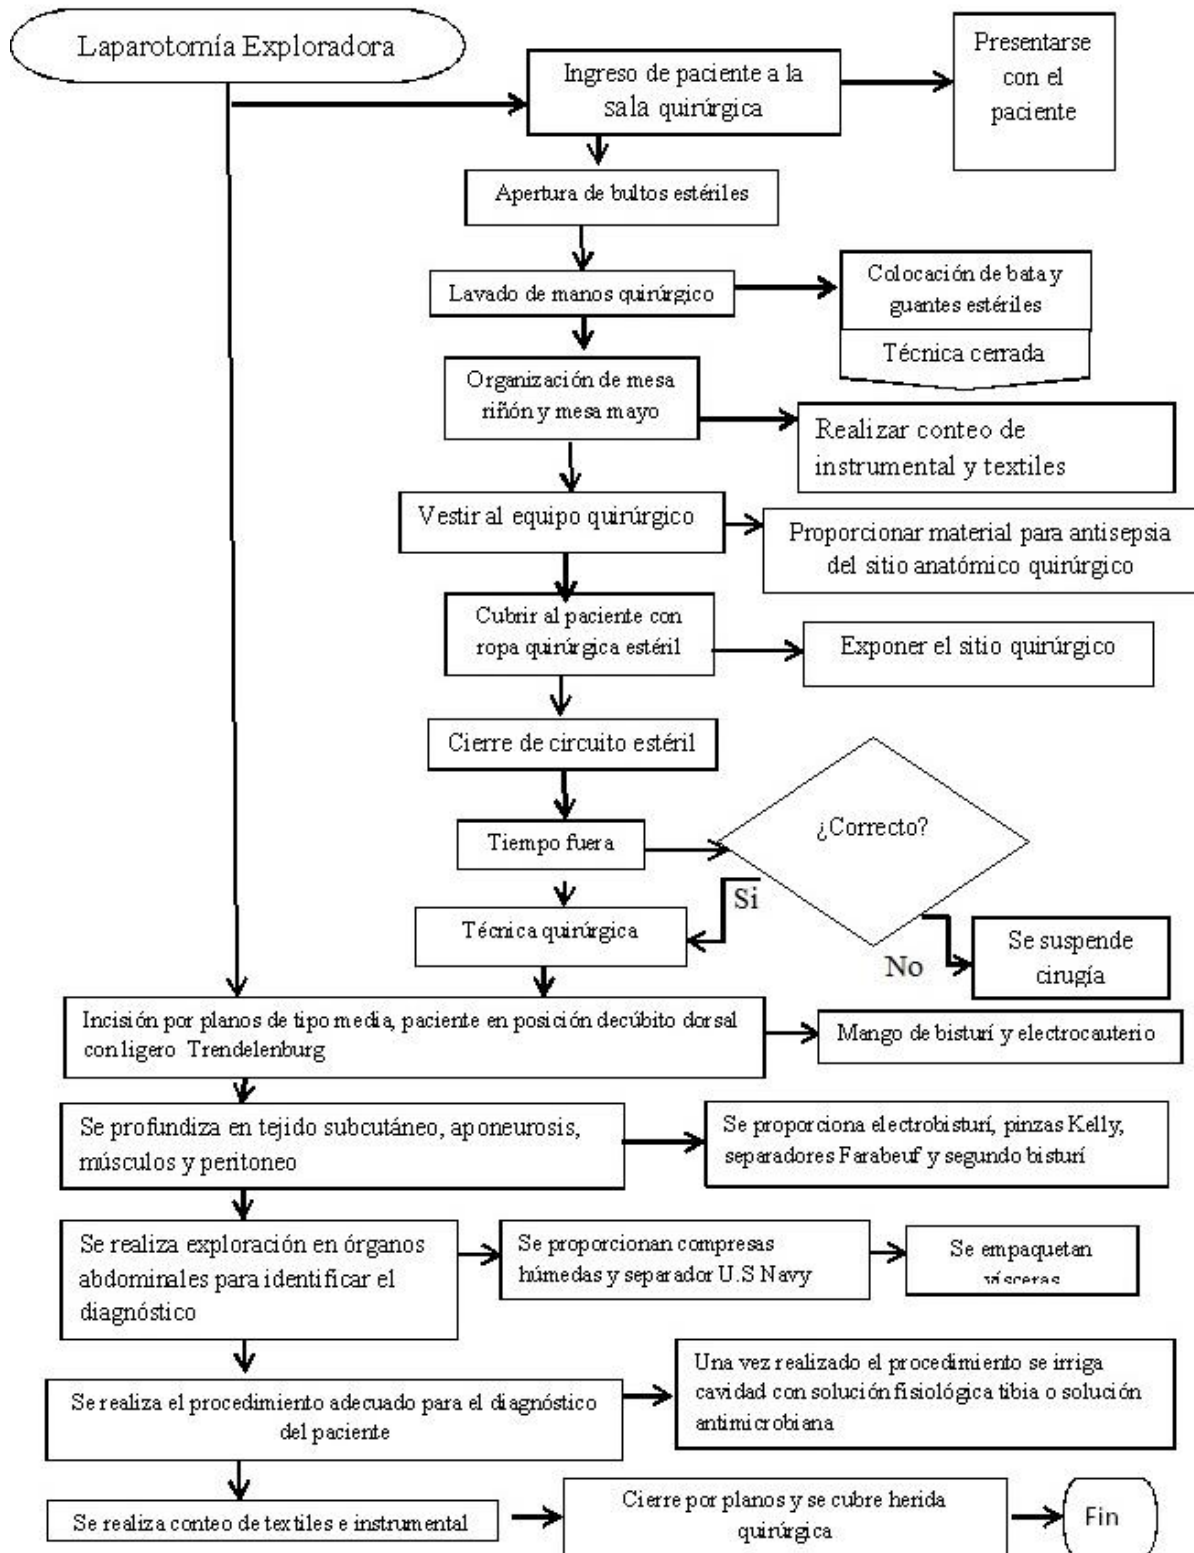 Laparotomía Exploradora
Ingreso de paciente a la
sala quirúrgica
Presentarse
con el
paciente
Apertura de bultos estériles
Lavado de manos quirúrgico
Colocación de bata y
guantes estériles
Técnica cerrada
Organización de mesa
riñón y mesa mayo
Realizar conteo de
instrumental y textiles
Vestir al equipo quirúrgico
Proporcionar material para antisepsia
del sitio anatómico quirúrgico
Cubrir al paciente con
ropa quirúrgica estéril
Exponer el sitio quirúrgico
Cierre de circuito estéril
Tiempo fuera
¿Correcto?
Si
No
Técnica quirúrgica
Se suspende
cirugía
Incisión por planos de tipo media, paciente en posición decúbito dorsal
con ligero Trendelenburg
Mango de bisturí y electrocauterio
Se profundiza en tejido subcutáneo, aponeurosis,
músculos y peritoneo
Se proporciona electrobisturí, pinzas Kelly,
separadores Farabeuf y segundo bisturí
Se realiza exploración en órganos
abdominales para identificar el
diagnóstico
Se proporcionan compresas
húmedas y separador U.S Navy
Se empaquetan
vísceras
Se realiza el procedimiento adecuado para el diagnóstico
del paciente
Una vez realizado el procedimiento se irriga
cavidad con solución fisiológica tibia o solución
antimicrobiana
Se realiza conteo de textiles e instrumental
Cierre por planos y se cubre herida
quirúrgica
Fin